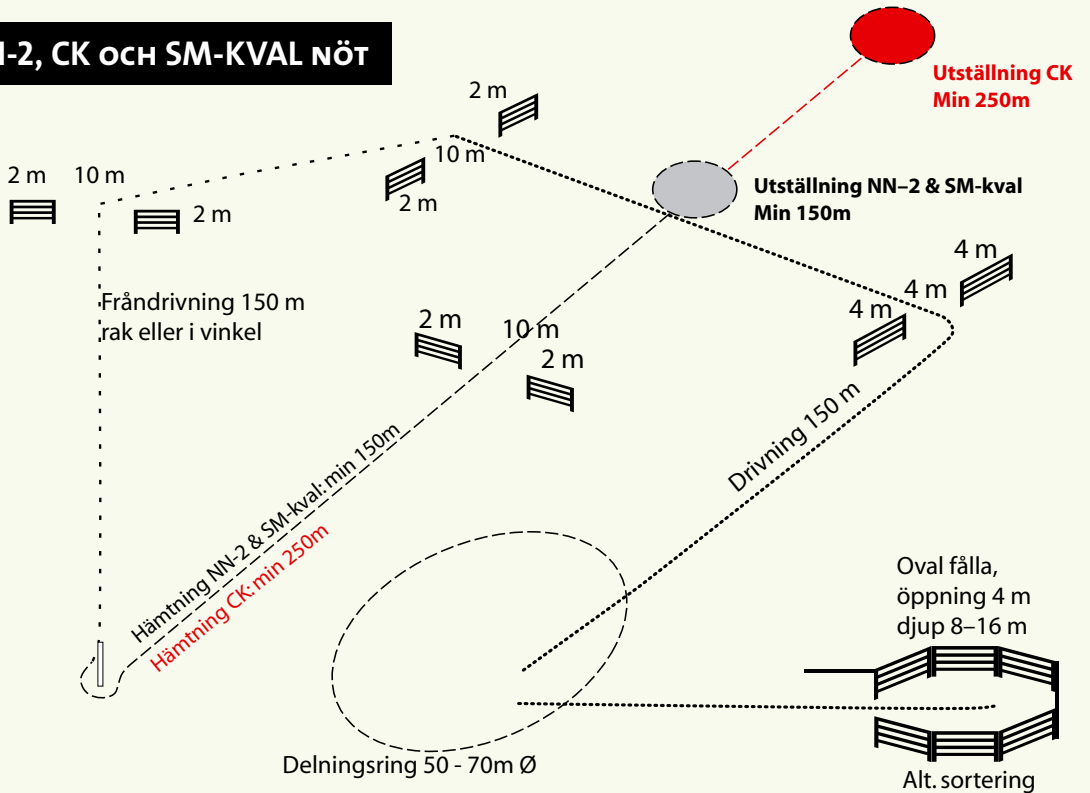 -2, CK OCH SM-KVAL NÖT
Utställning CK
Min 250m
2 m
10 m
2 m
2 m
10 m
2 m
Utställning NN–2 & SM-kval
Min 150m
4 m
4 m
4 m
Fråndrivning 150 m
rak eller i vinkel
2 m
10 m
2 m
Drivning 150 m
Hämtning NN-2 & SM-kval: min 150m
Hämtning CK: min 250m
Oval fålla,
öppning 4 m
djup 8–16 m
Delningsring 50 - 70m Ø
Alt. sortering